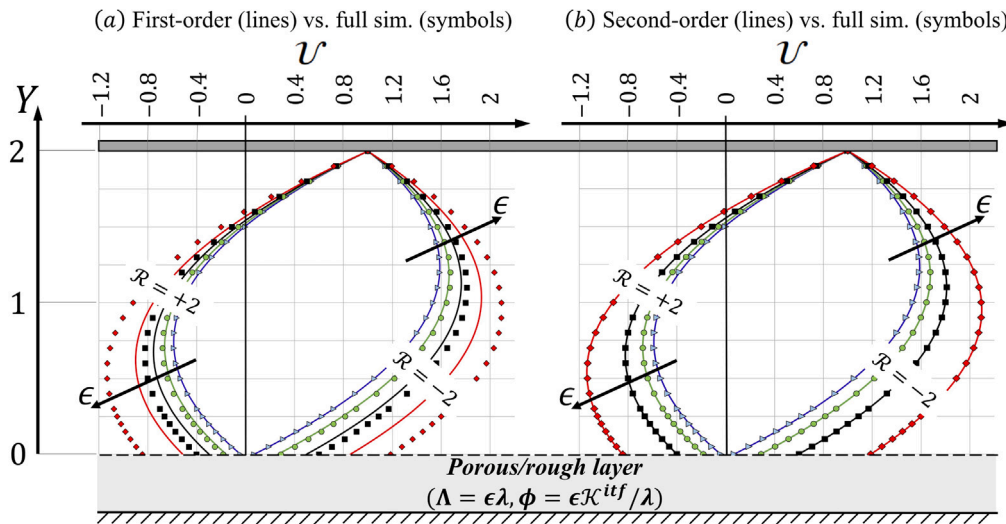 (a) First-order (lines) vs. full sim. (symbols)
(b) Second-order (lines) vs. full sim. (symbols)
𝒰
𝒰
−1.2 −0.8 −0.4 0 0.4 0.8 1.2 1.6 2
−1.2 −0.8 −0.4 0 0.4 0.8 1.2 1.6 2
Y
2
1
0
ϵ
ℛ = +2
ℛ = −2
ϵ
ϵ
ℛ = +2
ℛ = −2
ϵ
Porous/rough layer
(Λ = ϵλ, ϕ = ϵ𝒦^{itf}/λ)